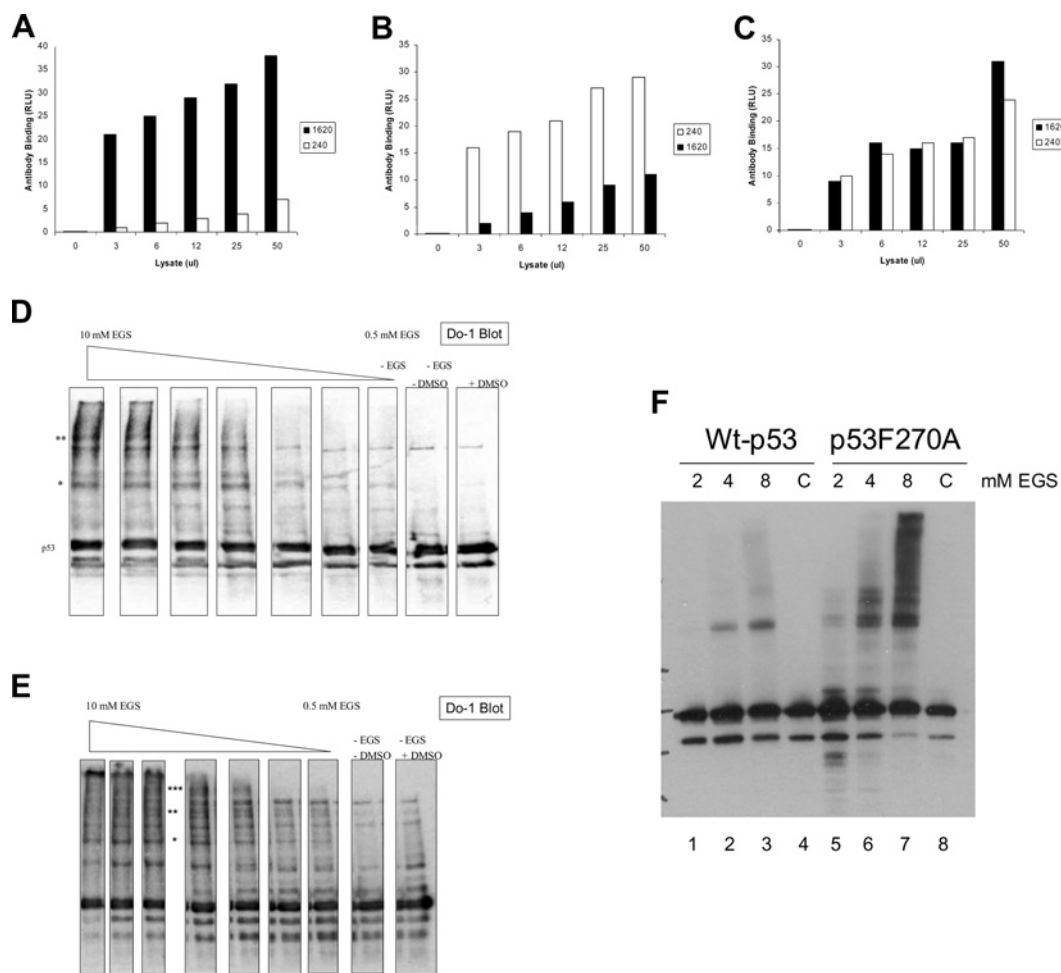 A
Antibody Binding (RLU)
40
35
30
25
20
15
10
5
0
0 3 6 12 25 50
Lysate (ul)
1620
240
B
Antibody Binding (RLU)
35
30
25
20
15
10
5
0
0 3 6 12 25 50
Lysate (ul)
240
1620
C
Antibody Binding (RLU)
35
30
25
20
15
10
5
0
0 3 6 12 25 50
Lysate (ul)
1620
240
D
10 mM EGS
0.5 mM EGS
Do-1 Blot
- EGS - EGS
- DMSO + DMSO
**
*
p53
E
10 mM EGS
0.5 mM EGS
Do-1 Blot
- EGS - EGS
- DMSO + DMSO
***
**
*
F
Wt-p53 p53F270A
2 4 8 C 2 4 8 C mM EGS
1 2 3 4 5 6 7 8